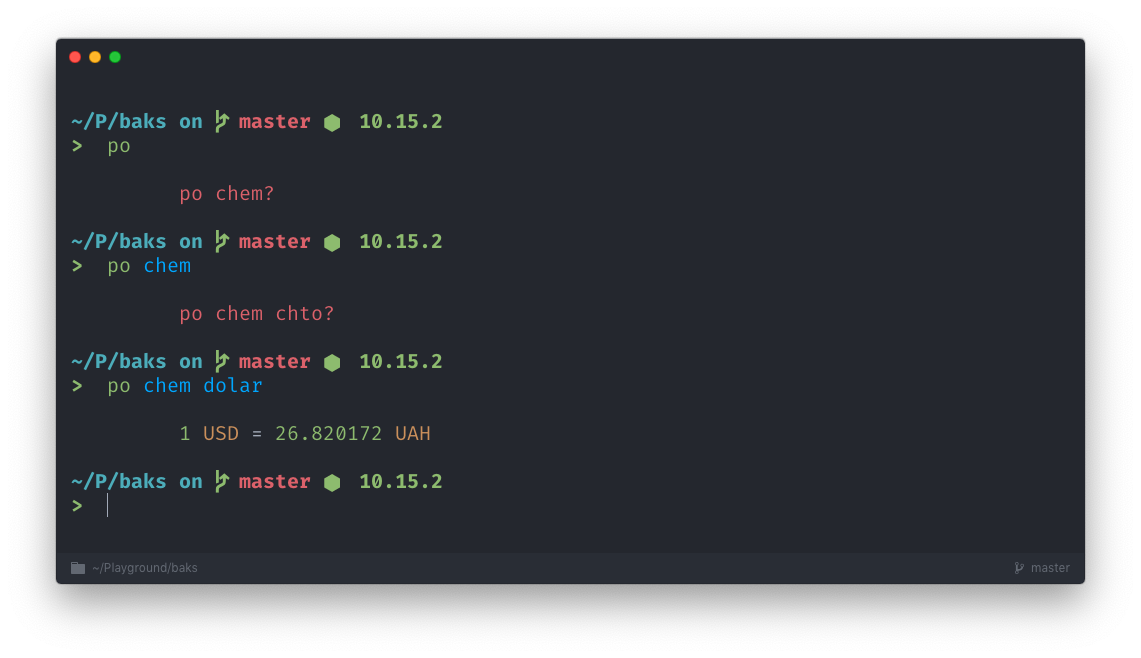 ~/P/baks on master ⬢ 10.15.2
> po
po chem?
~/P/baks on master ⬢ 10.15.2
> po chem
po chem chto?
~/P/baks on master ⬢ 10.15.2
> po chem dolar
1 USD = 26.820172 UAH
~/P/baks on master ⬢ 10.15.2
>
~/Playground/baks master